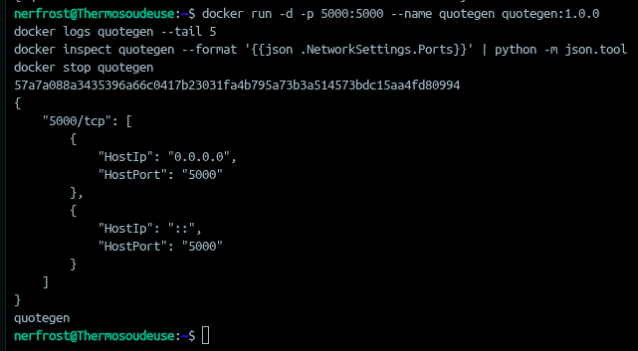 nerfrost@Thermosoudeuse:~$ docker run -d -p 5000:5000 --name quotegen quotegen:1.0.0
docker logs quotegen --tail 5
docker inspect quotegen --format '{{json .NetworkSettings.Ports}}' | python -m json.tool
docker stop quotegen
57a7a088a3435396a66c0417b23031fa4b795a73b3a514573bdc15aa4fd80994
{
    "5000/tcp": [
        {
            "HostIp": "0.0.0.0",
            "HostPort": "5000"
        },
        {
            "HostIp": "::",
            "HostPort": "5000"
        }
    ]
}
quotegen
nerfrost@Thermosoudeuse:~$